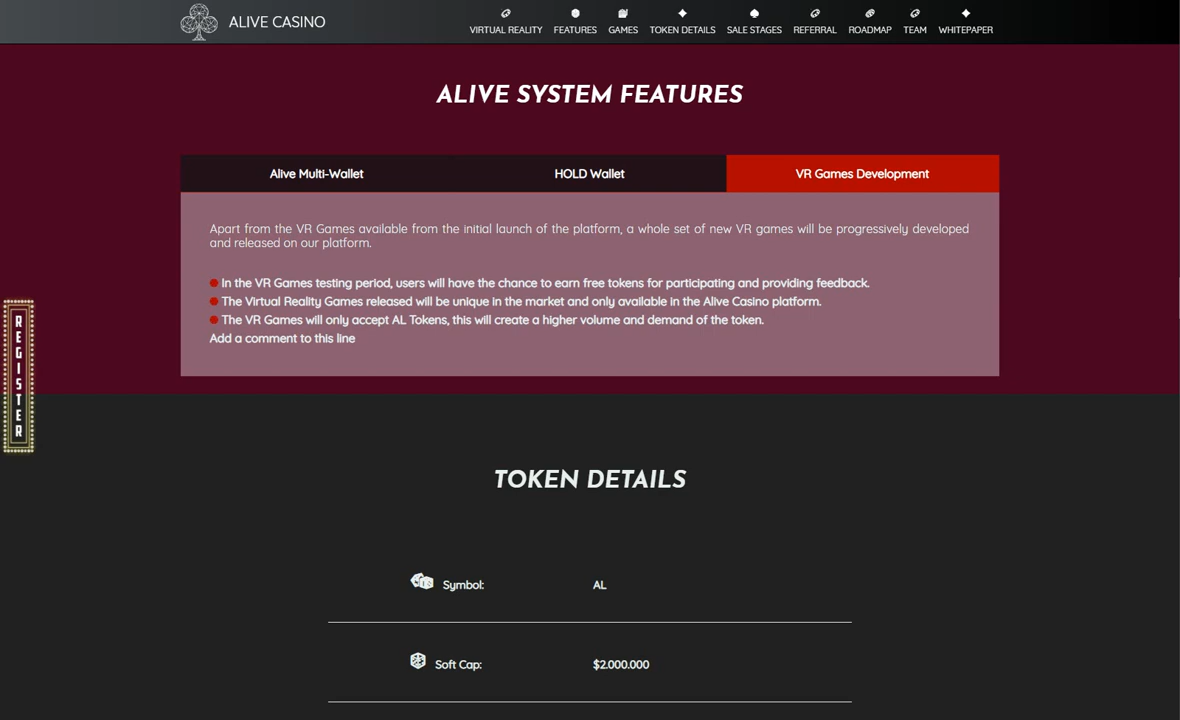 ALIVE CASINO
VIRTUAL REALITY FEATURES GAMES TOKEN DETAILS SALE STAGES REFERRAL ROADMAP TEAM WHITEPAPER
ALIVE SYSTEM FEATURES
Alive Multi-Wallet HOLD Wallet VR Games Development
Apart from the VR Games available from the initial launch of the platform, a whole set of new VR games will be progressively developed
and released on our platform.
In the VR Games testing period, users will have the chance to earn free tokens for participating and providing feedback.
The Virtual Reality Games released will be unique in the market and only available in the Alive Casino platform.
The VR Games will only accept AL Tokens, this will create a higher volume and demand of the token.
Add a comment to this line
REGISTER
TOKEN DETAILS
Symbol: AL
Soft Cap: $2.000.000